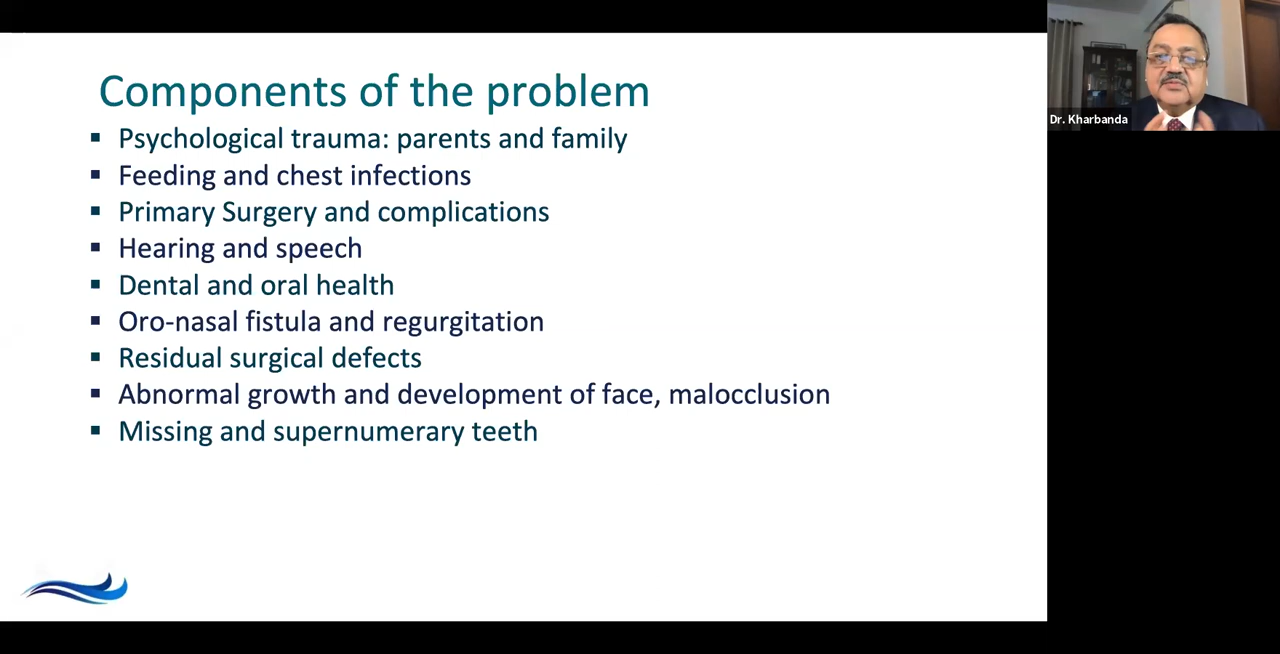 Components of the problem
▪ Psychological trauma: parents and family
▪ Feeding and chest infections
▪ Primary Surgery and complications
▪ Hearing and speech
▪ Dental and oral health
▪ Oro-nasal fistula and regurgitation
▪ Residual surgical defects
▪ Abnormal growth and development of face, malocclusion
▪ Missing and supernumerary teeth
Dr. Kharbanda